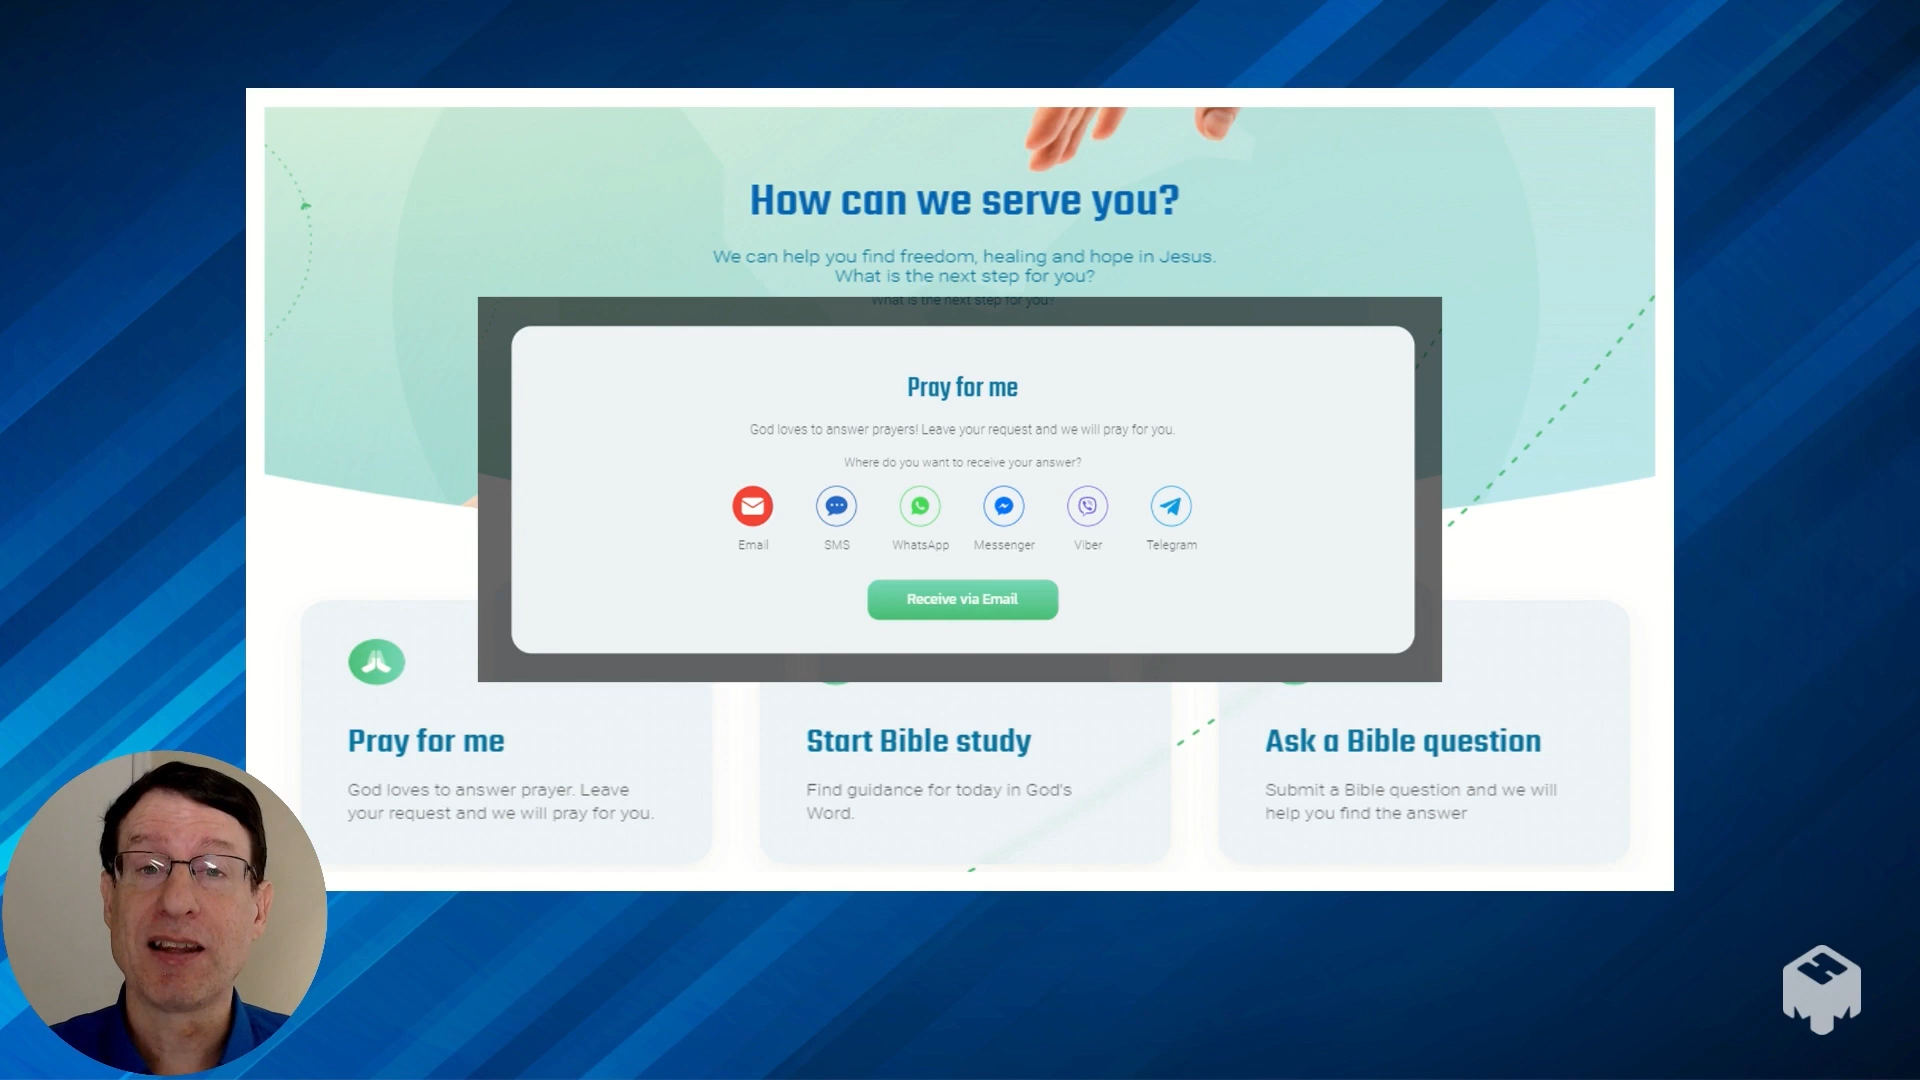 How can we serve you?
We can help you find freedom, healing and hope in Jesus.
What is the next step for you?
What is the next step for you?
Pray for me
God loves to answer prayers! Leave your request and we will pray for you.
Where do you want to receive your answer?
Email SMS WhatsApp Messenger Viber Telegram
Receive via Email
Pray for me
God loves to answer prayer. Leave
your request and we will pray for you.
Start Bible study
Find guidance for today in God's
Word.
Ask a Bible question
Submit a Bible question and we will
help you find the answer